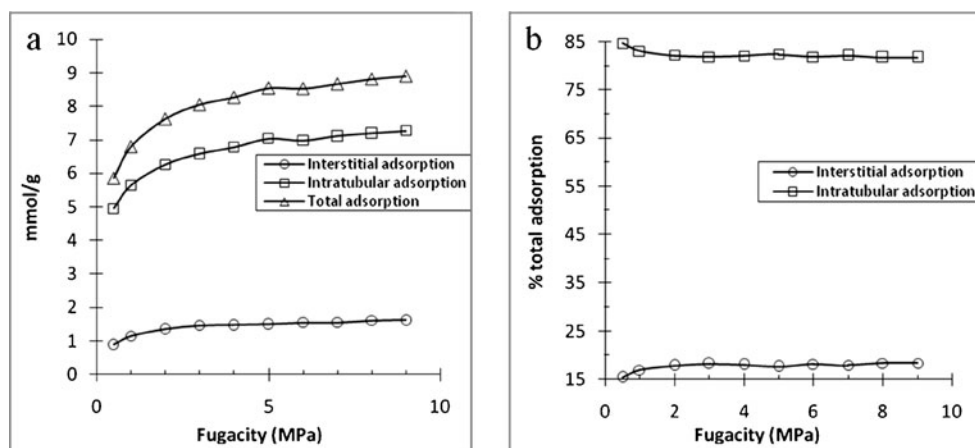 a
10
9
8
7
6
5
4
3
2
1
0
mmol/g
0
5
10
Fugacity (MPa)
Interstitial adsorption
Intratubular adsorption
Total adsorption
b
85
75
65
55
45
35
25
15
% total adsorption
0
2
4
6
8
10
Fugacity (MPa)
Interstitial adsorption
Intratubular adsorption